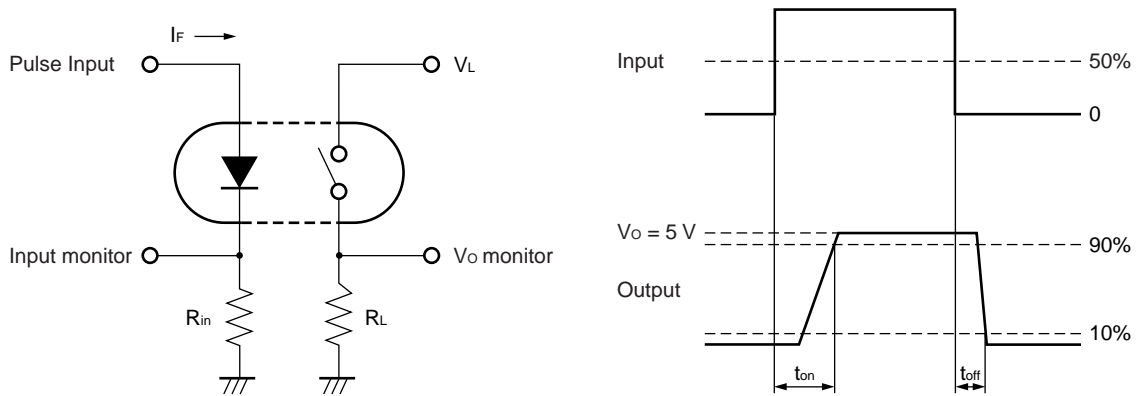 IF
Pulse Input
VL
Input monitor
VO monitor
Rin
RL
Input
50%
0
VO = 5 V
90%
Output
10%
ton
toff